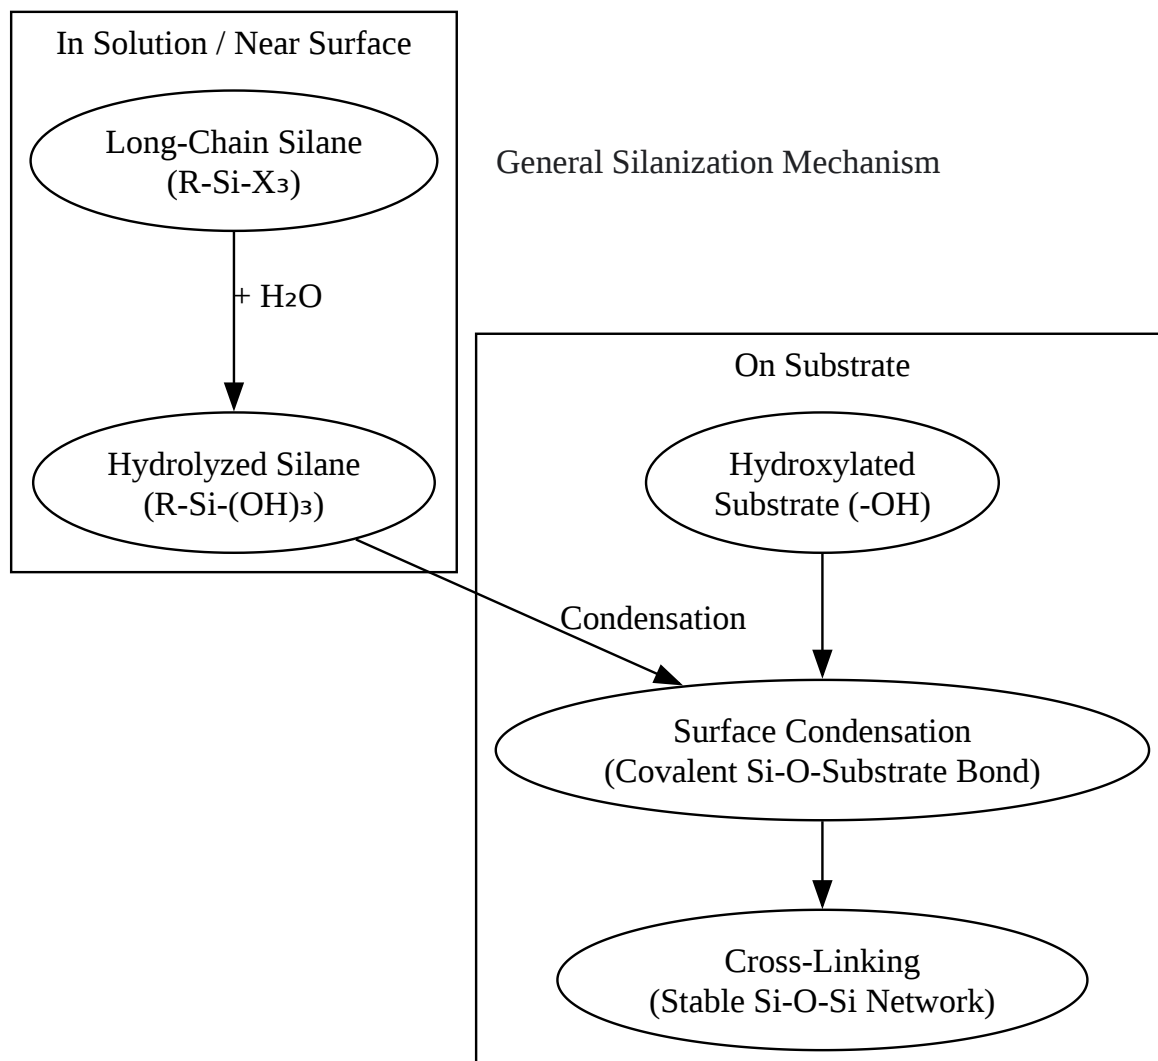 In Solution / Near Surface
Long-Chain Silane
(R-Si-X₃)
General Silanization Mechanism
+ H₂O
On Substrate
Hydrolyzed Silane
(R-Si-(OH)₃)
Hydroxylated
Substrate (-OH)
Condensation
Surface Condensation
(Covalent Si-O-Substrate Bond)
Cross-Linking
(Stable Si-O-Si Network)